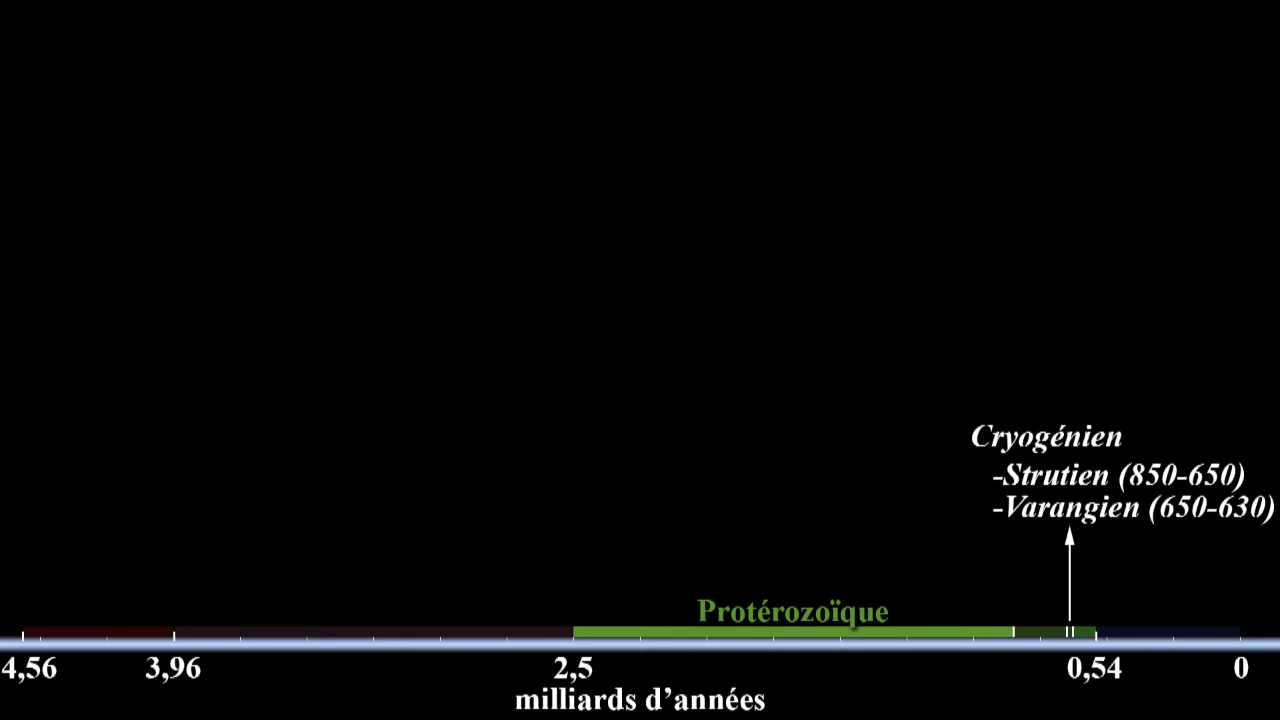 Cryogénien
-Strutien (850-650)
-Varangien (650-630)
Protérozoïque
4,56 3,96 2,5 0,54 0
milliards d’années